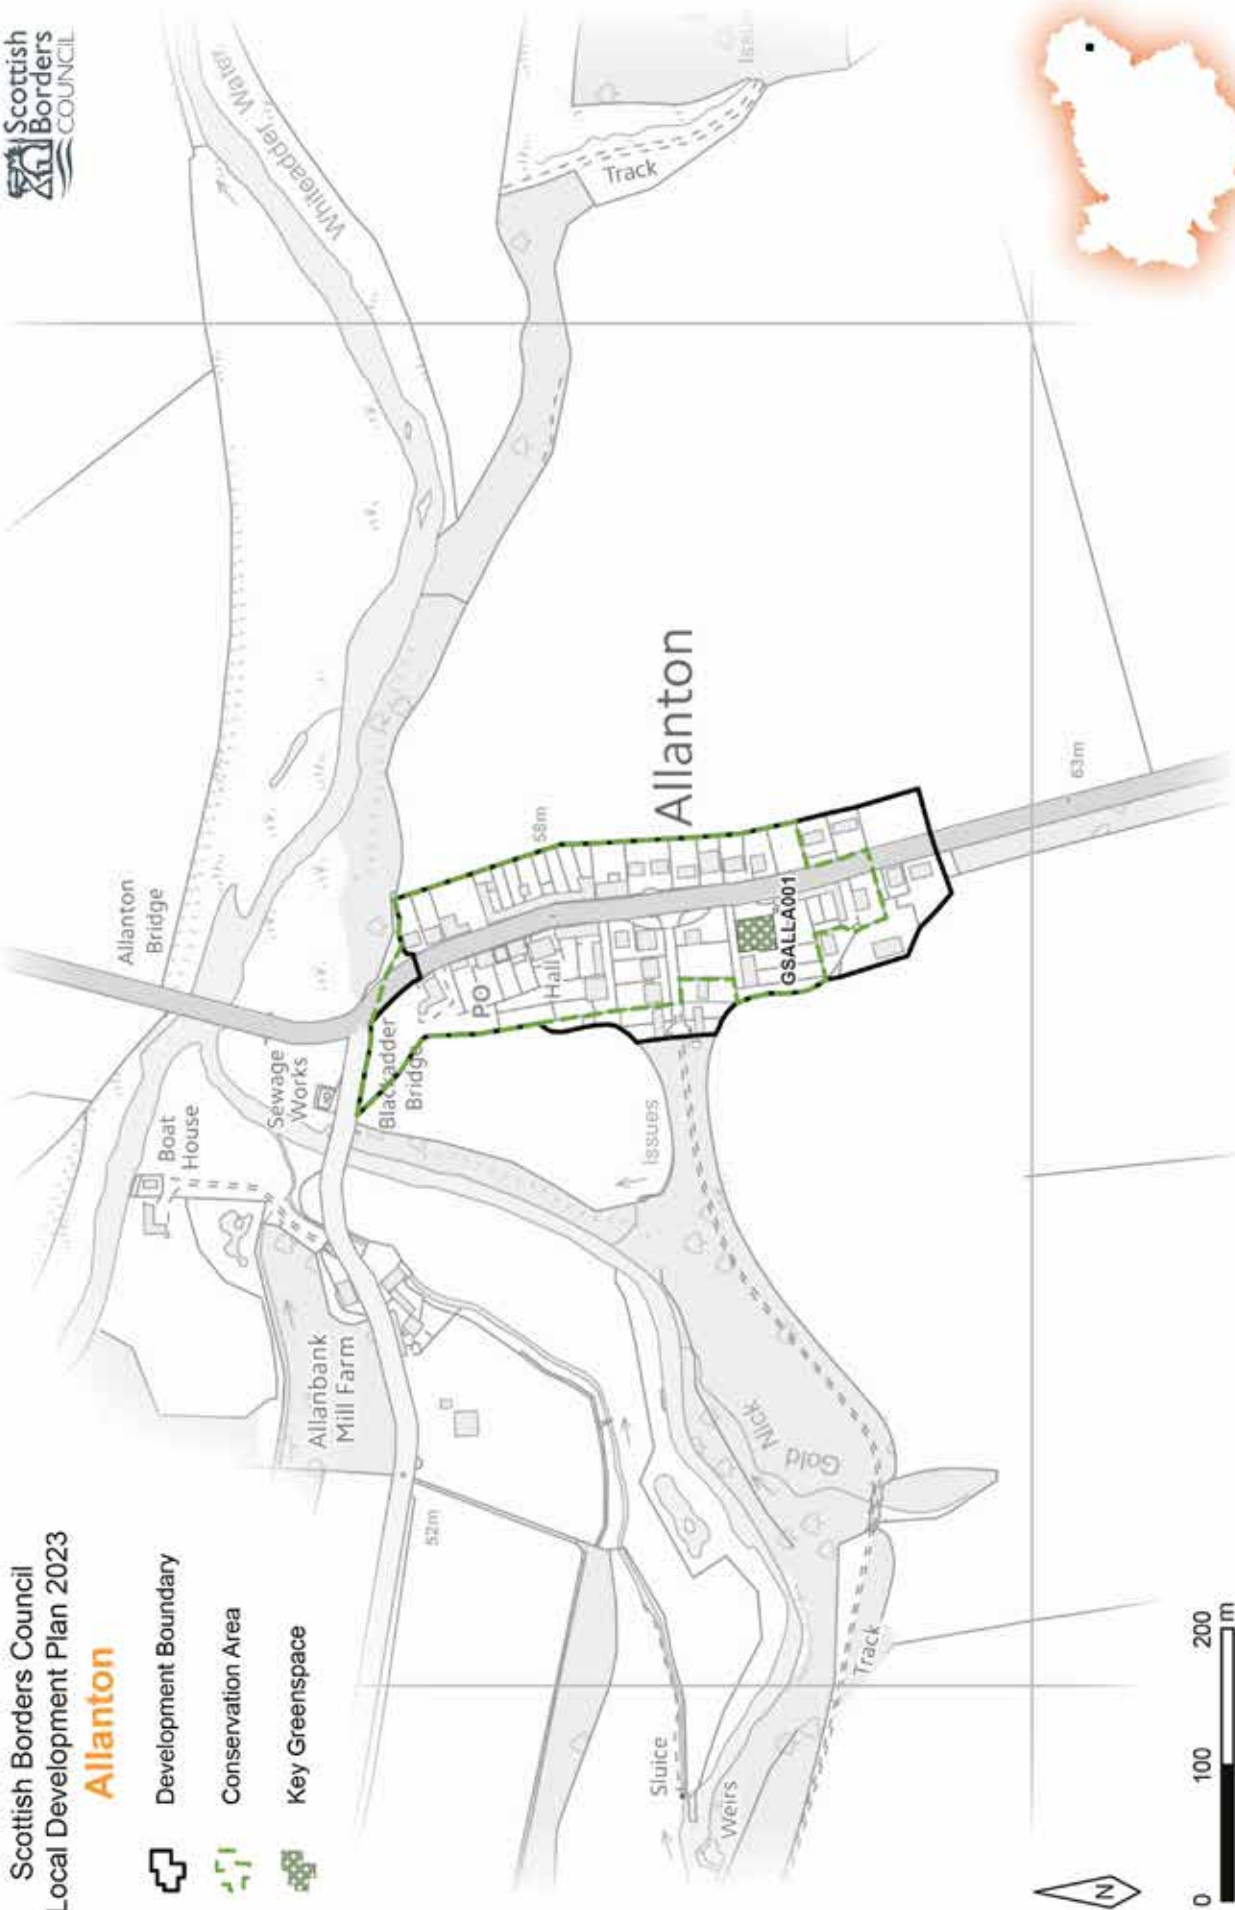 Scottish Borders Council
Local Development Plan 2023
Allanton
Development Boundary
Conservation Area
Key Greenspace
Scottish
Borders
COUNCIL
Allanton
Bridge
Boat
House
Sewage
Works
Whiteadder Water
Allanbank
Mill Farm
Blackadder
Bridge
52m
PO
Hall
58m
Track
Issues
Allanton
GSALLA001
Gold Nick
Sluice
Weirs
Track
63m
N
0 100 200
m